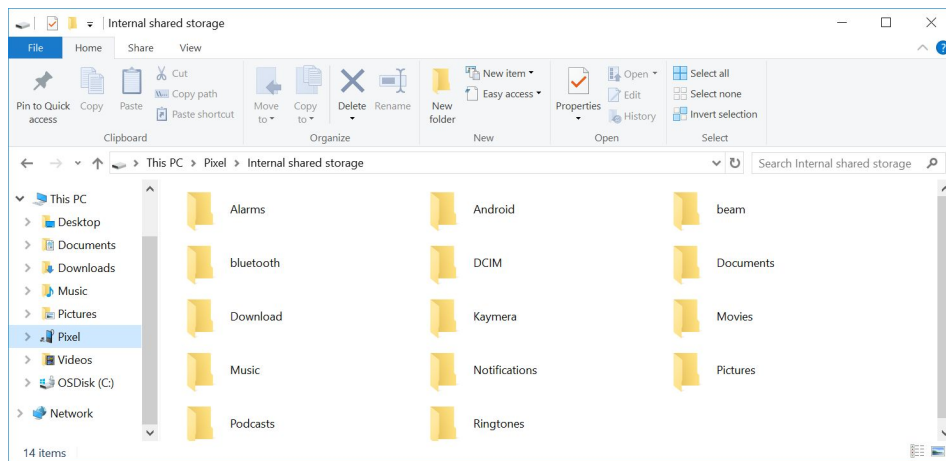 Internal shared storage
File Home Share View
Pin to Quick access
Copy
Paste
Cut
Copy path
Paste shortcut
Clipboard
Move to
Copy to
Delete
Rename
Organize
New folder
New item
Easy access
New
Properties
Open
Edit
History
Open
Select all
Select none
Invert selection
Select
This PC > Pixel > Internal shared storage
Search Internal shared storage
This PC
Desktop
Documents
Downloads
Music
Pictures
Pixel
Videos
OSDisk (C:)
Network
Alarms Android beam
bluetooth DCIM Documents
Download Kaymera Movies
Music Notifications Pictures
Podcasts Ringtones
14 items